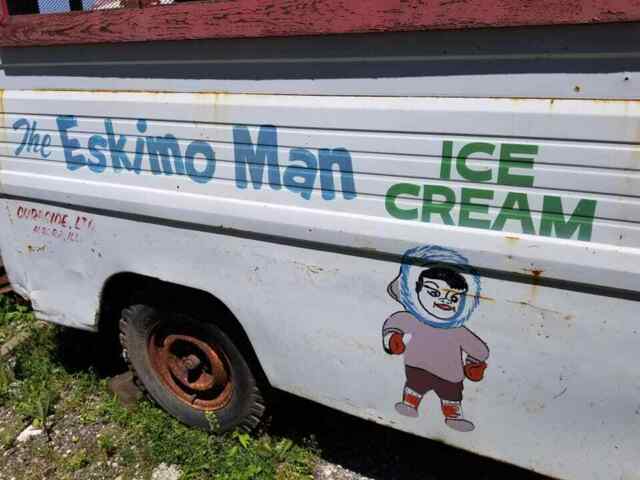 The Eskimo Man
ICE
CREAM